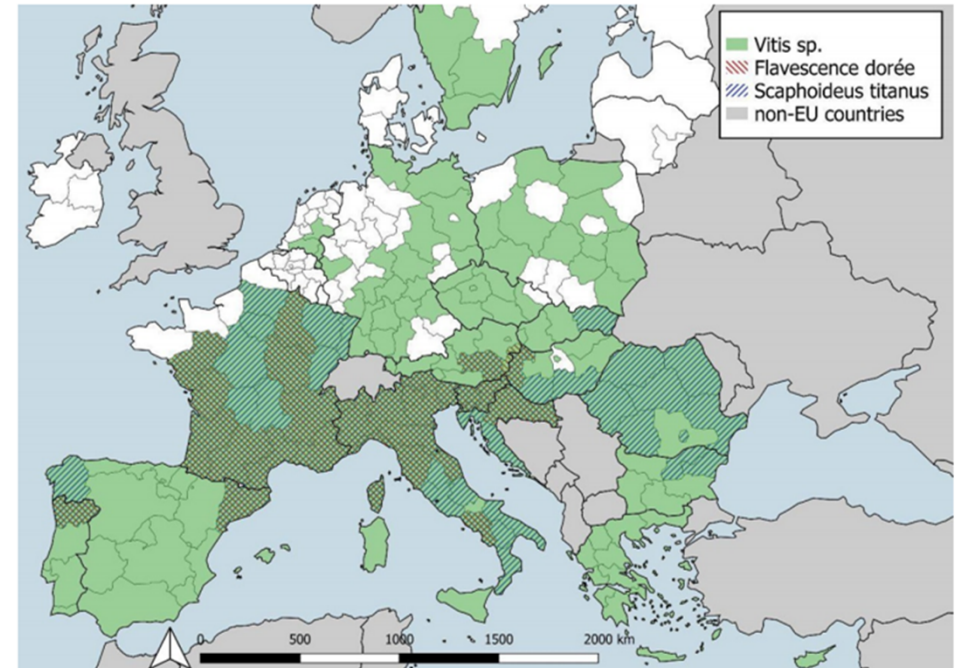 Vitis sp.
Flavescence dorée
Scaphoideus titanus
non-EU countries
0 500 1000 1500 2000 km